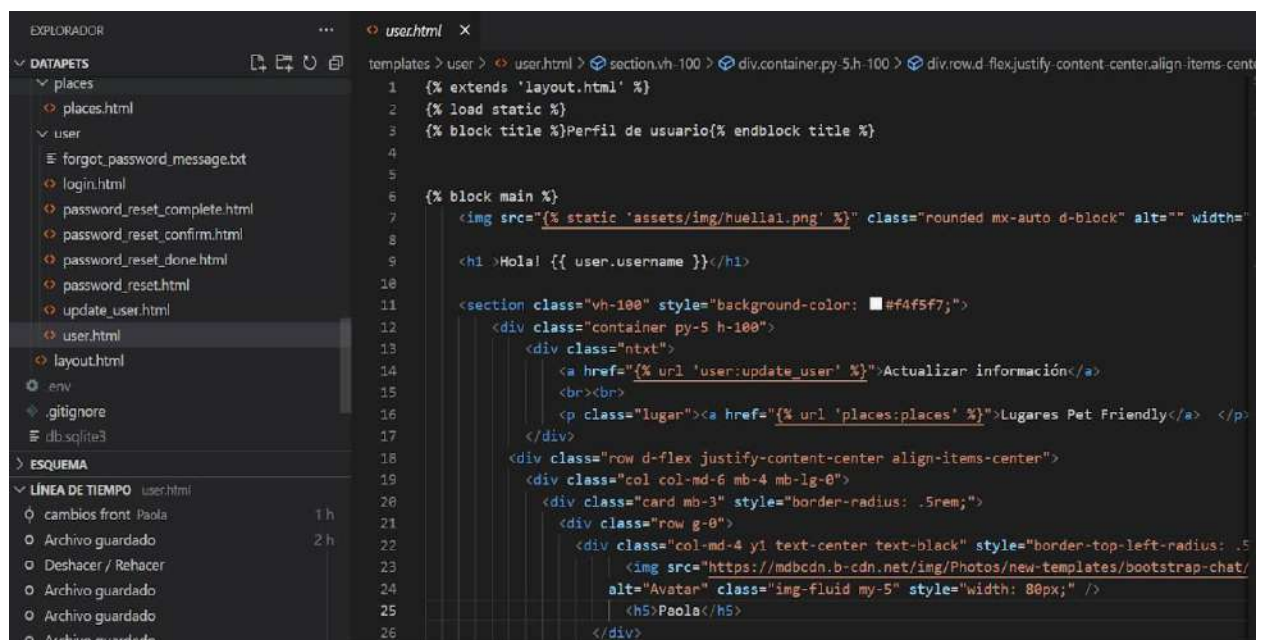 EXPLORADOR ...
DATAPETS
places
places.html
user
forgot_password_message.txt
login.html
password_reset_complete.html
password_reset_confirm.html
password_reset_done.html
password_reset.html
update_user.html
user.html
layout.html
.env
.gitignore
db.sqlite3
ESQUEMA
LÍNEA DE TIEMPO user.html
cambios front Paola 1 h
Archivo guardado 2 h
Deshacer / Rehacer
Archivo guardado
Archivo guardado
Archivo guardado
user.html ×
templates > user > user.html > section.vh-100 > div.container.py-5.h-100 > div.row.d-flex.justify-content-center.align-items-cente
1 {% extends 'layout.html' %}
2 {% load static %}
3 {% block title %}Perfil de usuario{% endblock title %}
4
5
6 {% block main %}
7 <img src="{% static 'assets/img/huella1.png' %}" class="rounded mx-auto d-block" alt="" width="
8
9 <h1 >Hola! {{ user.username }}</h1>
10
11 <section class="vh-100" style="background-color: #f4f5f7;">
12 <div class="container py-5 h-100">
13 <div class="ntxt">
14 <a href="{% url 'user:update_user' %}">Actualizar información</a>
15 <br><br>
16 <p class="lugar"><a href="{% url 'places:places' %}">Lugares Pet Friendly</a> </p>
17 </div>
18 <div class="row d-flex justify-content-center align-items-center">
19 <div class="col col-md-6 mb-4 mb-lg-0">
20 <div class="card mb-3" style="border-radius: .5rem;">
21 <div class="row g-0">
22 <div class="col-md-4 y1 text-center text-black" style="border-top-left-radius: .5
23 <img src="https://mdbcdn.b-cdn.net/img/Photos/new-templates/bootstrap-chat/
24 alt="Avatar" class="img-fluid my-5" style="width: 80px;" />
25 <h5>Paola</h5>
26 </div>